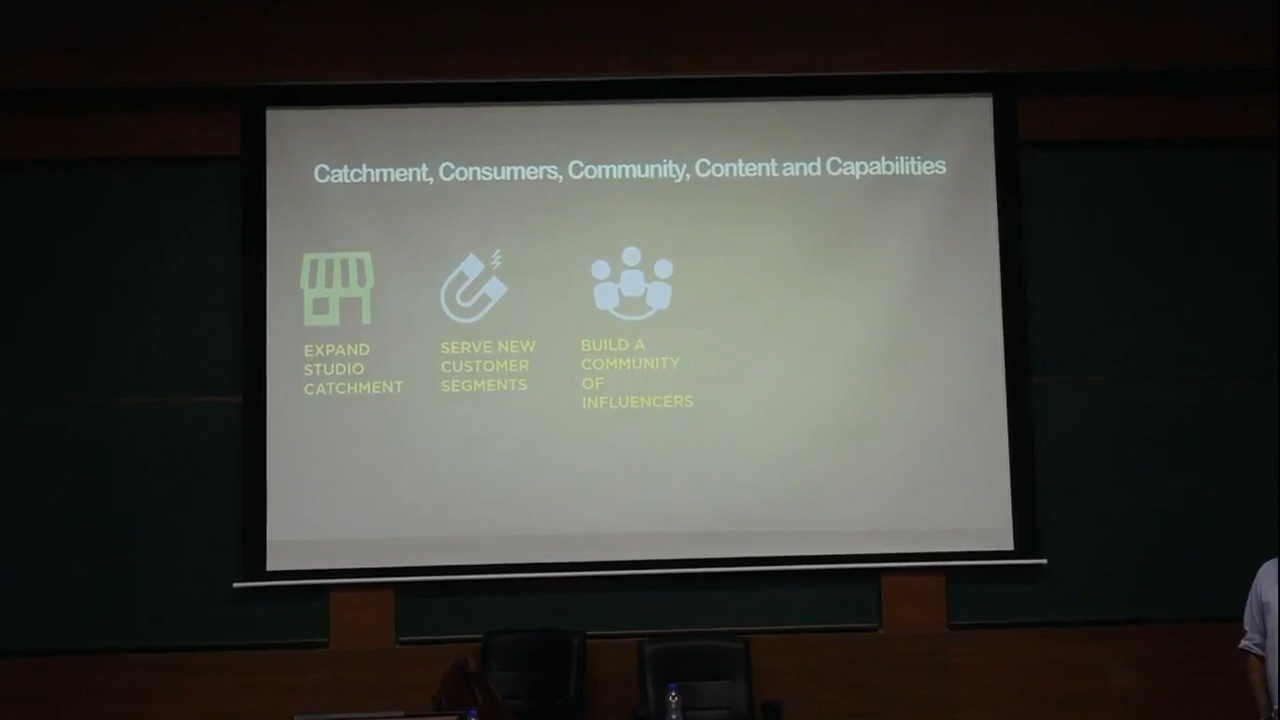 Catchment, Consumers, Community, Content and Capabilities
EXPAND
STUDIO
CATCHMENT
SERVE NEW
CUSTOMER
SEGMENTS
BUILD A
COMMUNITY
OF
INFLUENCERS